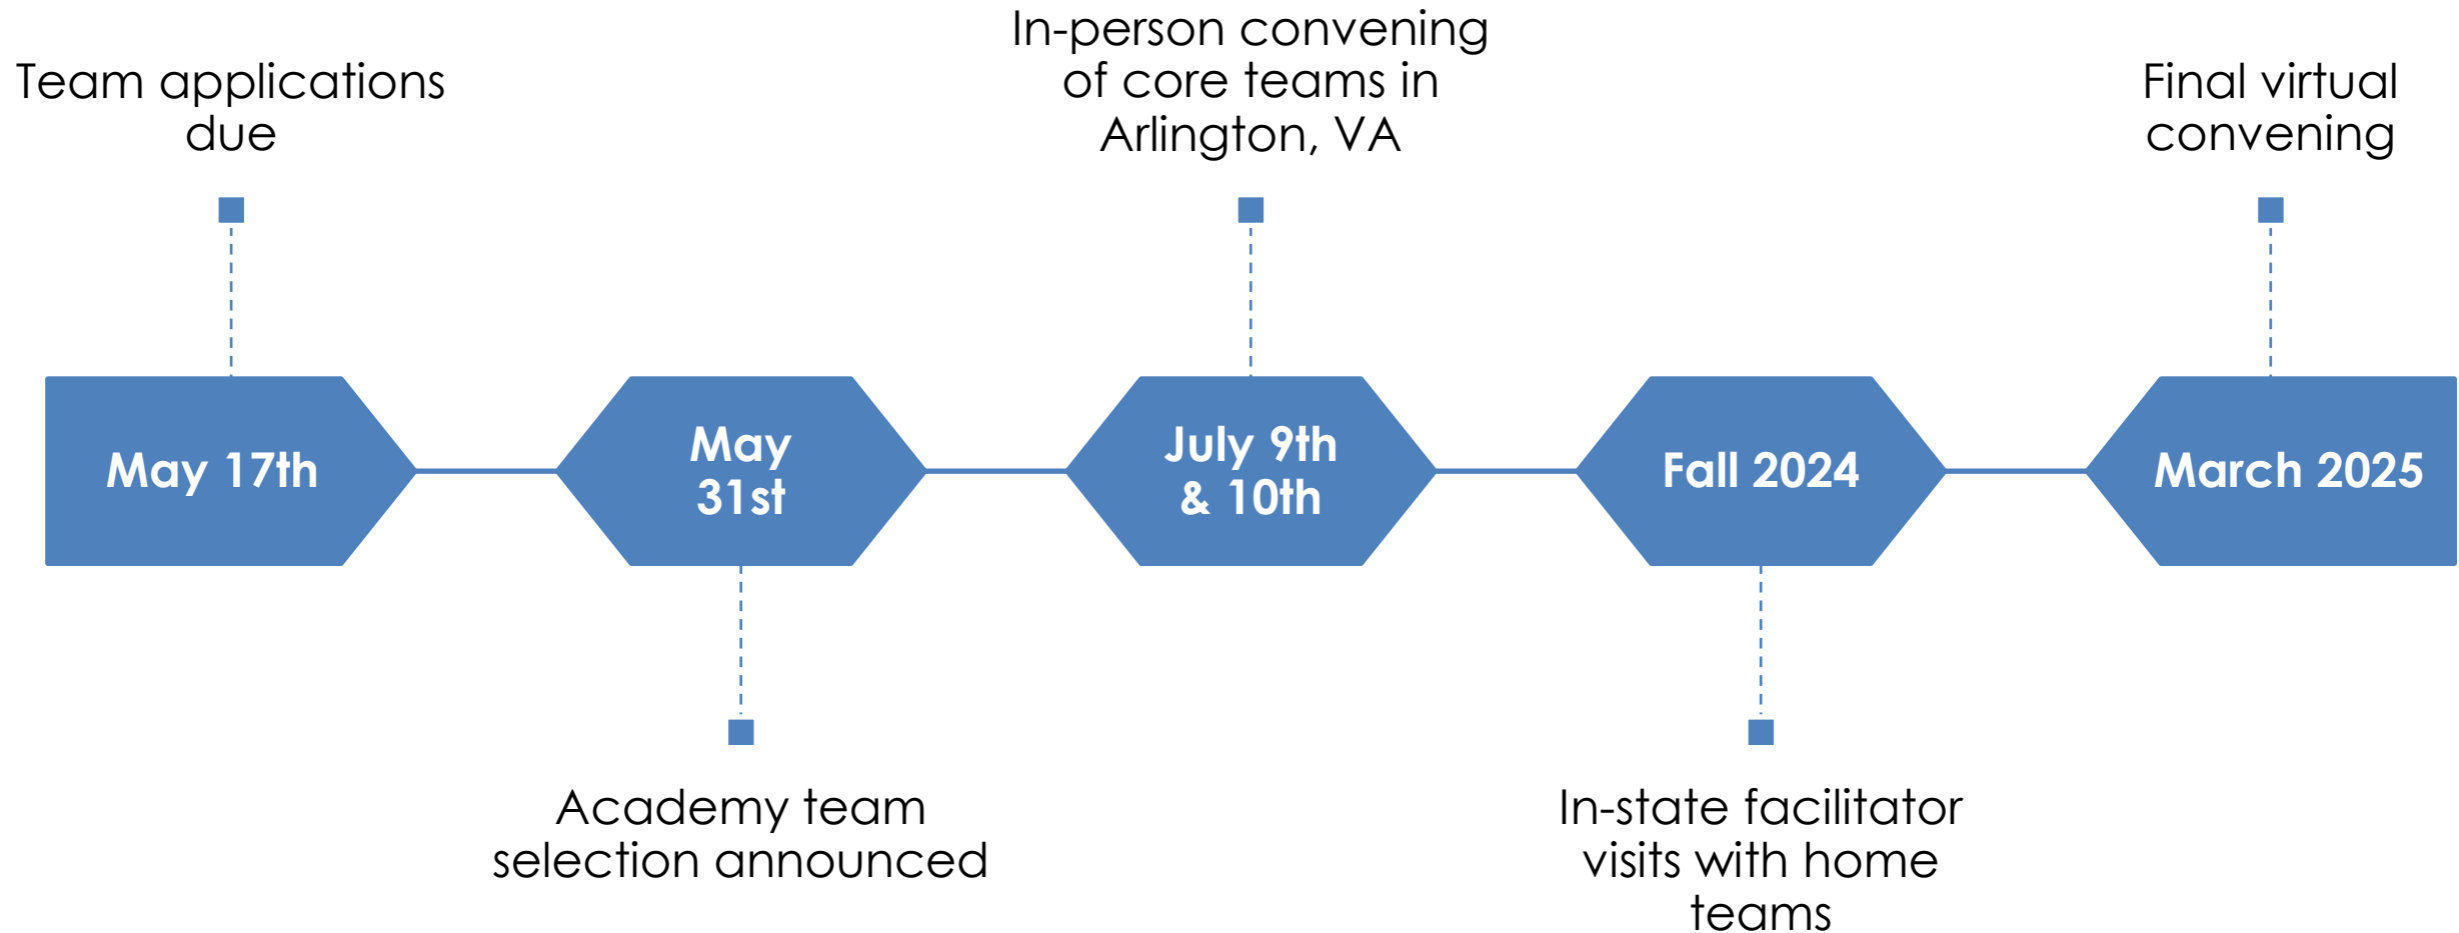 Team applications
due
May 17th
May
31st
Academy team
selection announced
In-person convening
of core teams in
Arlington, VA
July 9th
& 10th
Fall 2024
In-state facilitator
visits with home
teams
Final virtual
convening
March 2025